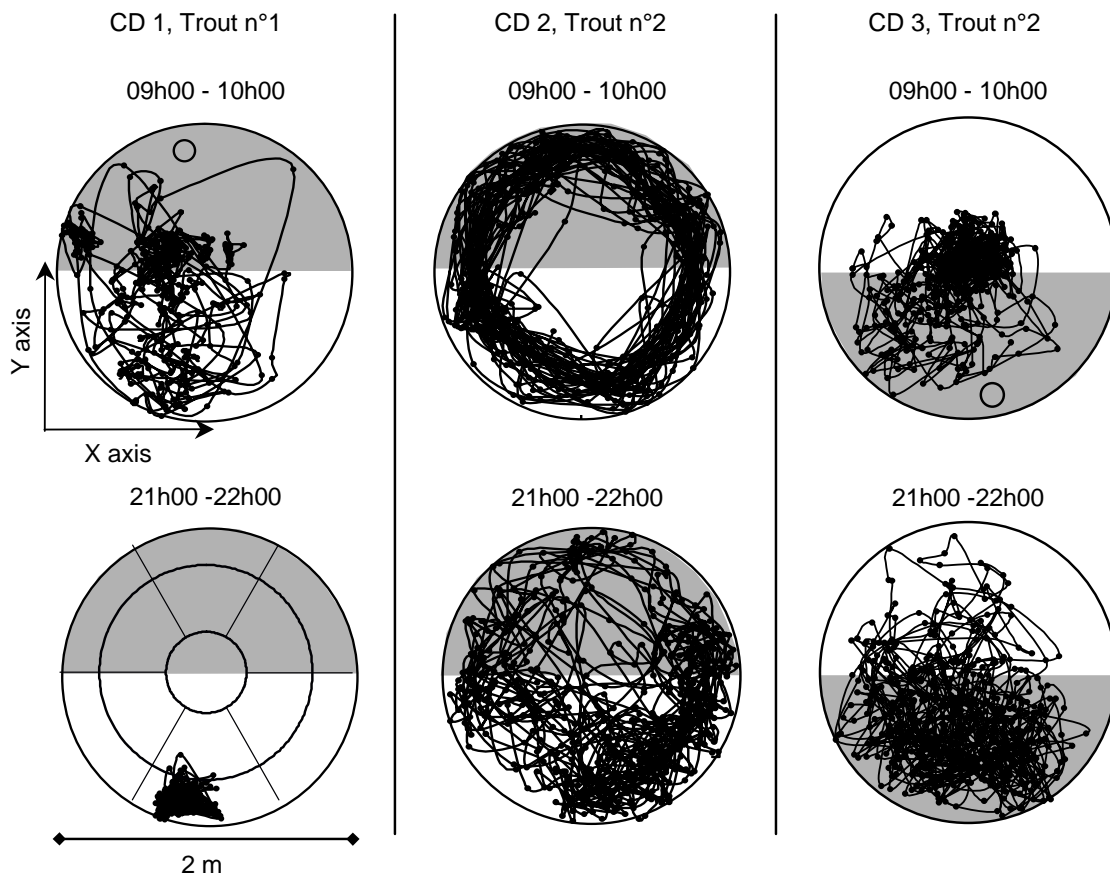 CD 1, Trout n°1
CD 2, Trout n°2
CD 3, Trout n°2
09h00 - 10h00
09h00 - 10h00
09h00 - 10h00
Y axis
X axis
21h00 -22h00
21h00 -22h00
21h00 -22h00
2 m